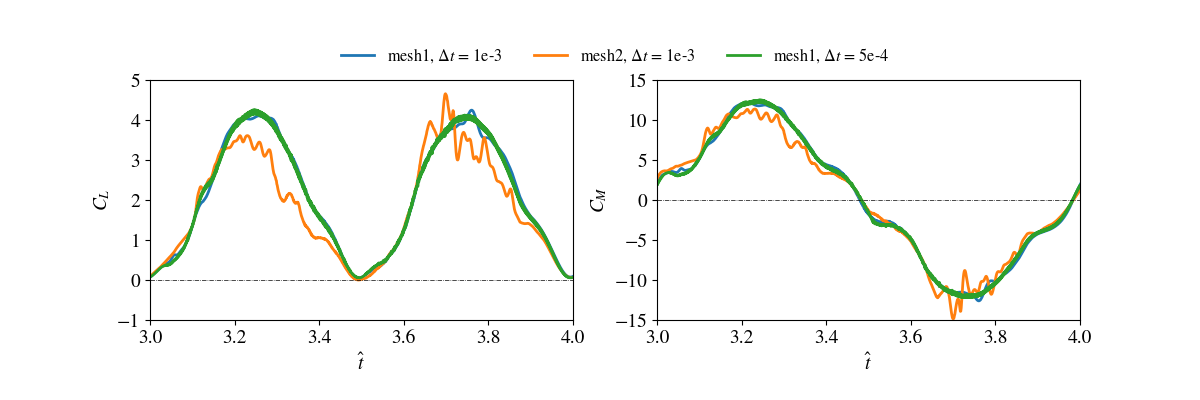 mesh1, Δt = 1e-3 mesh2, Δt = 1e-3 mesh1, Δt = 5e-4
5
4
3
2
1
0
−1
C_L
3.0 3.2 3.4 3.6 3.8 4.0
t̂
15
10
5
0
−5
−10
−15
C_M
3.0 3.2 3.4 3.6 3.8 4.0
t̂